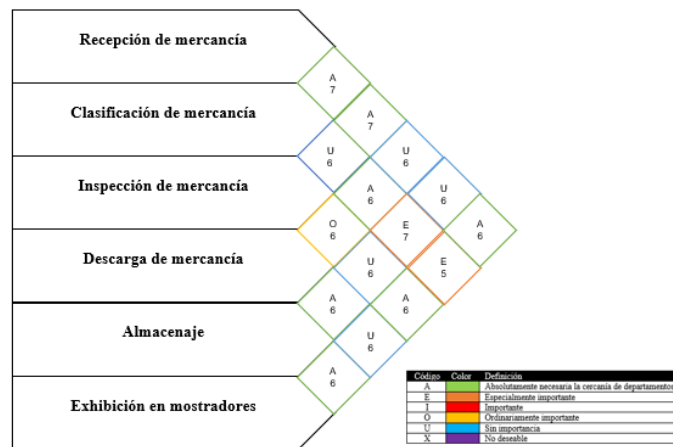 Recepción de mercancía
A
7
Clasificación de mercancía
A
7
U
6
U
6
Inspección de mercancía
A
6
U
6
O
6
E
7
A
6
Descarga de mercancía
U
6
E
5
A
6
A
6
Almacenaje
U
6
A
6
Exhibición en mostradores
Código Color Definición
A Absolutamente necesaria la cercanía de departamentos
E Especialmente importante
I Importante
O Ordinariamente importante
U Sin importancia
X No deseable